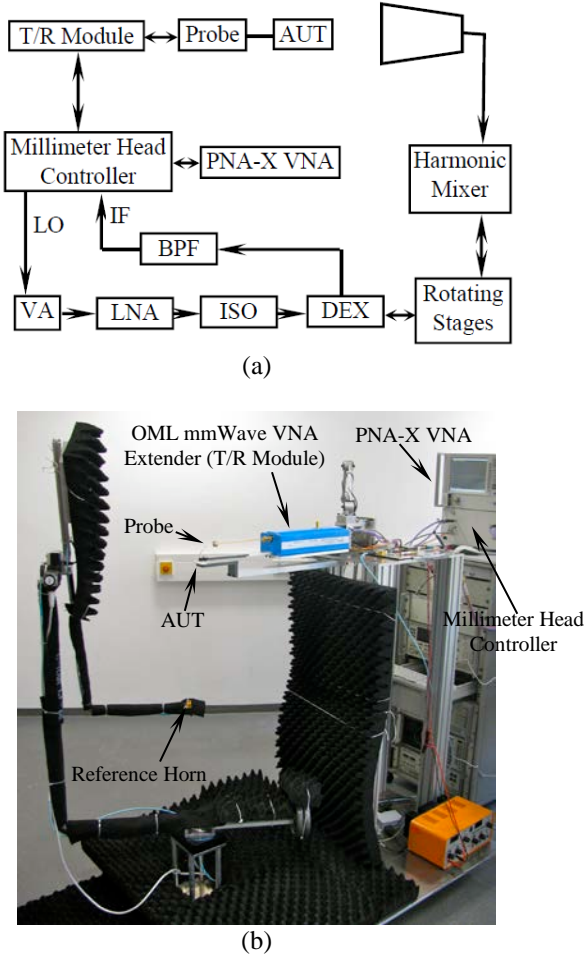 T/R Module
Probe
AUT
Millimeter Head
Controller
PNA-X VNA
Harmonic
Mixer
LO
IF
BPF
VA
LNA
ISO
DEX
Rotating
Stages
(a)
OML mmWave VNA
Extender (T/R Module)
PNA-X VNA
Probe
AUT
Millimeter Head
Controller
Reference Horn
(b)